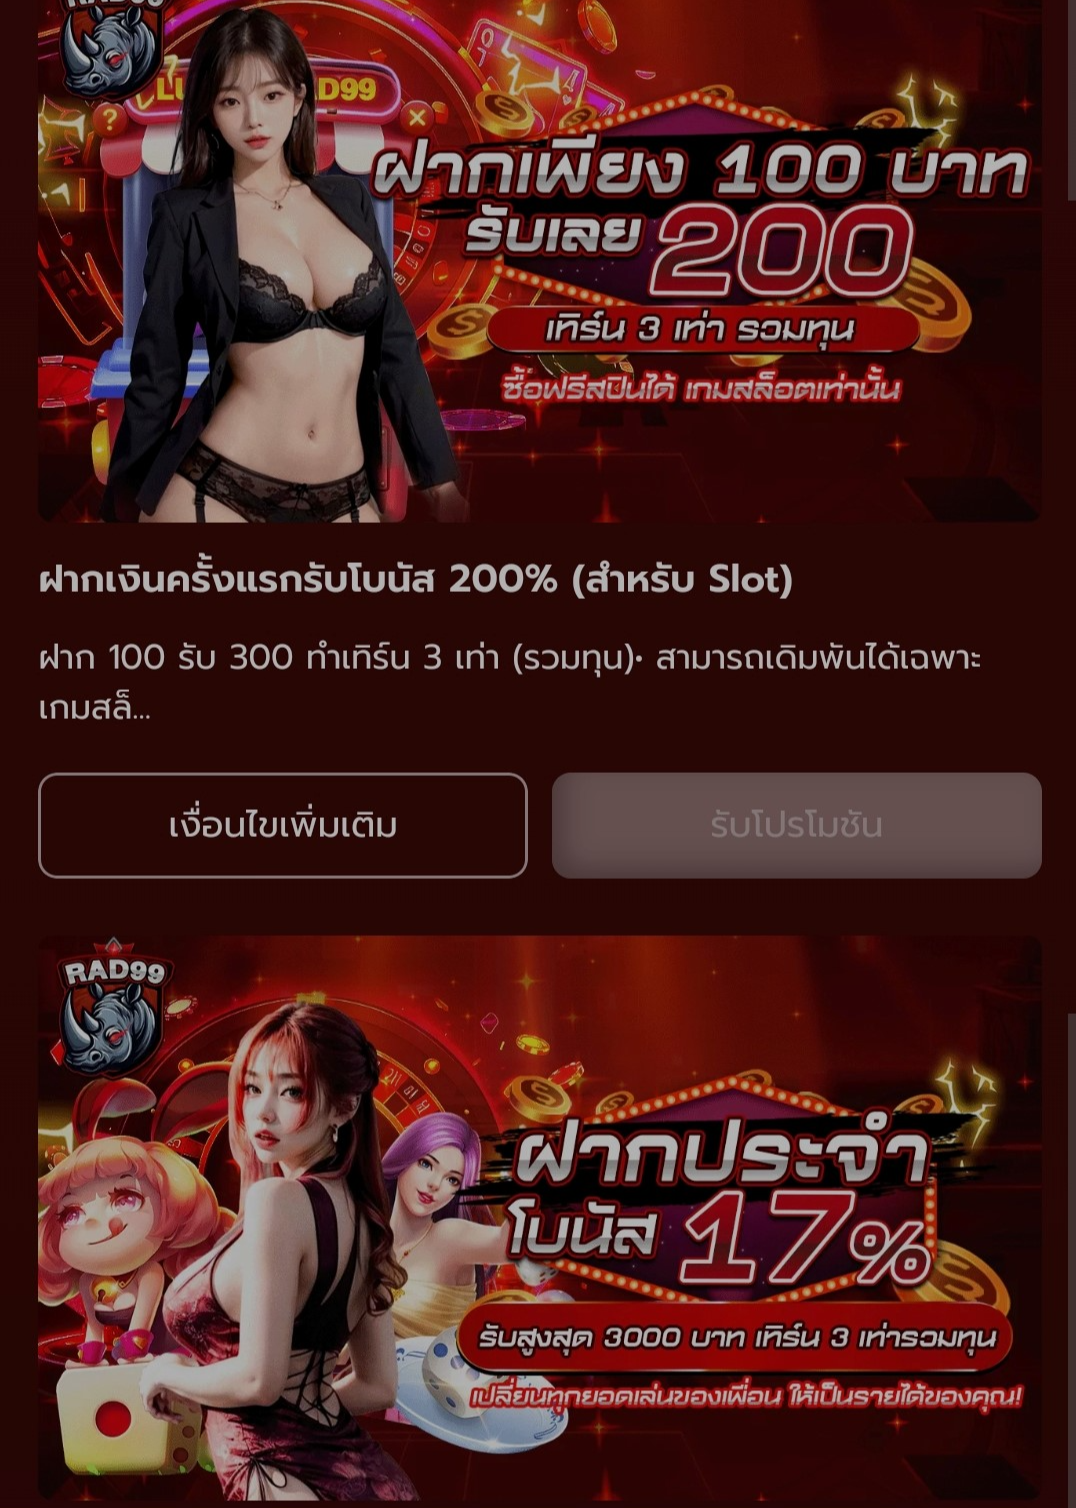 RAD99
LU
AD99
ฝากเพียง 100 บาท
รับเลย 200
เทิร์น 3 เท่า รวมทุน
ซื้อฟรีสปินได้ เกมสล็อตเท่านั้น
ฝากเงินครั้งแรกรับโบนัส 200% (สำหรับ Slot)
ฝาก 100 รับ 300 ทำเทิร์น 3 เท่า (รวมทุน)• สามารถเดิมพันได้เฉพาะ
เกมสล็...
เงื่อนไขเพิ่มเติม
รับโปรโมชัน
RAD99
ฝากประจำ
โบนัส 17%
รับสูงสุด 3000 บาท เทิร์น 3 เท่ารวมทุน
เปลี่ยนทุกยอดเล่นของเพื่อน ให้เป็นรายได้ของคุณ!